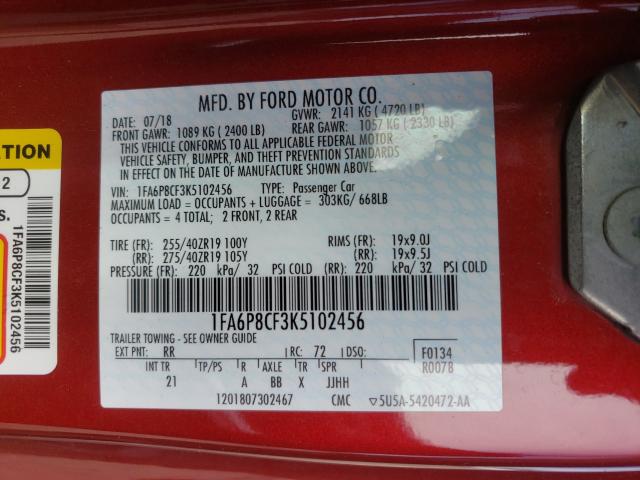 MFD. BY FORD MOTOR CO.
DATE: 07/18
GVWR: 2141 KG ( 4720 LB)
FRONT GAWR: 1089 KG ( 2400 LB)
REAR GAWR: 1057 KG ( 2330 LB)
THIS VEHICLE CONFORMS TO ALL APPLICABLE FEDERAL MOTOR
VEHICLE SAFETY, BUMPER, AND THEFT PREVENTION STANDARDS
IN EFFECT ON THE DATE OF MANUFACTURE SHOWN ABOVE.
VIN: 1FA6P8CF3K5102456 TYPE: Passenger Car
MAXIMUM LOAD = OCCUPANTS + LUGGAGE = 303KG/ 668LB
OCCUPANTS = 4 TOTAL; 2 FRONT, 2 REAR
TIRE (FR): 255/40ZR19 100Y RIMS (FR): 19x9.0J
(RR): 275/40ZR19 105Y (RR): 19x9.5J
PRESSURE (FR): 220 kPa/ 32 PSI COLD (RR): 220 kPa/ 32 PSI COLD
1FA6P8CF3K5102456
TRAILER TOWING - SEE OWNER GUIDE
EXT PNT: RR RC: 72 DSO: F0134
R0078
INT TR TP/PS R AXLE TR SPR
21 A BB X JJHH
1201807302467 CMC 5U5A-5420472-AA
ATION
2
s.
1FA6P8CF3K5102456